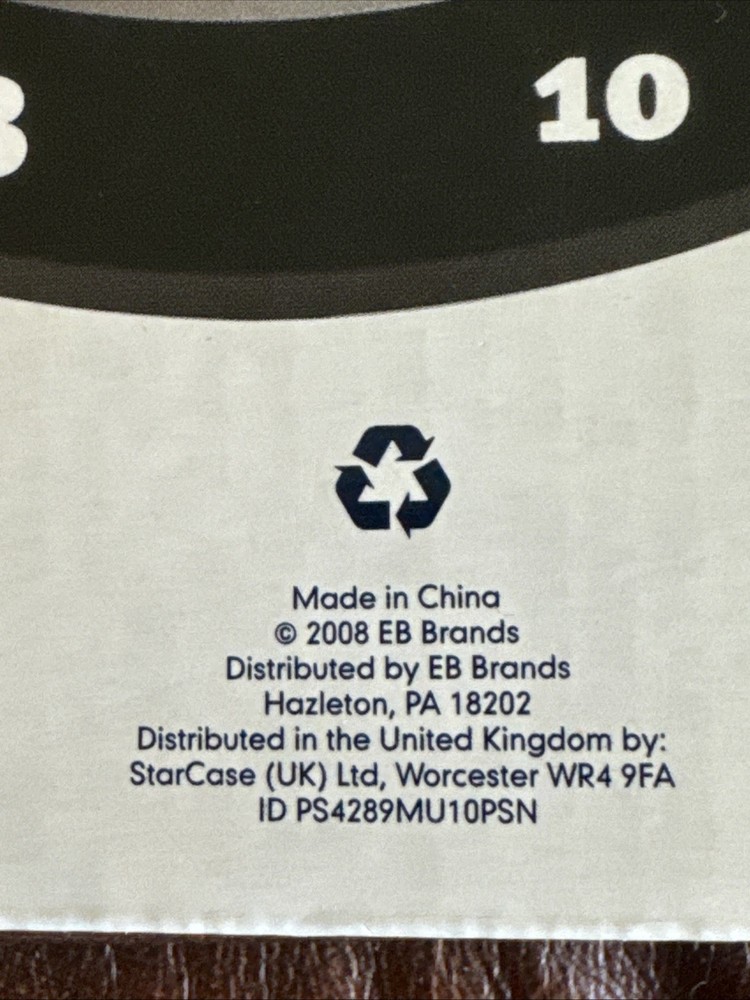 10
Made in China
© 2008 EB Brands
Distributed by EB Brands
Hazleton, PA 18202
Distributed in the United Kingdom by:
StarCase (UK) Ltd, Worcester WR4 9FA
ID PS4289MU10PSN